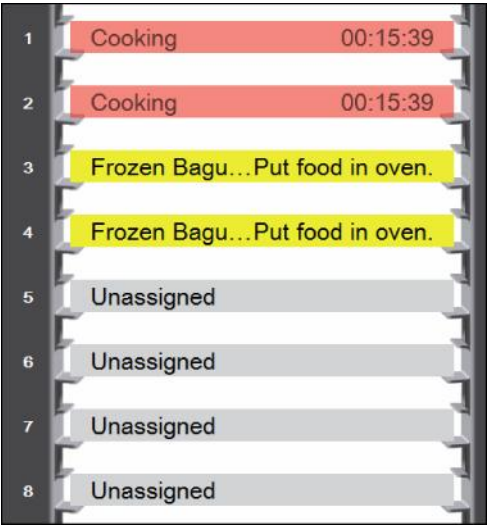 1 Cooking 00:15:39
2 Cooking 00:15:39
3 Frozen Bagu...Put food in oven.
4 Frozen Bagu...Put food in oven.
5 Unassigned
6 Unassigned
7 Unassigned
8 Unassigned